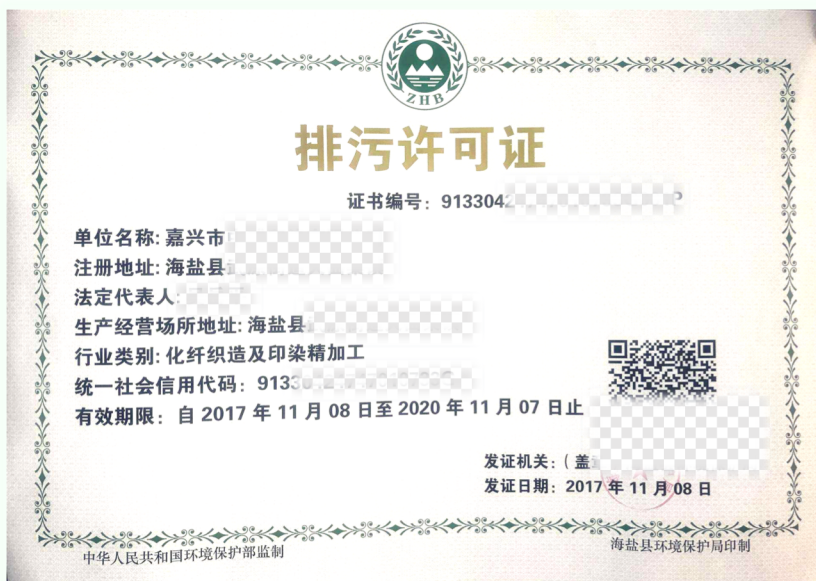 ZHB
排污许可证
证书编号：913304
单位名称：嘉兴市
注册地址：海盐县
法定代表人
生产经营场所地址：海盐县
行业类别：化纤织造及印染精加工
统一社会信用代码：9133
有效期限：自 2017 年 11 月 08 日至 2020 年 11 月 07 日止
发证机关：（盖
发证日期：2017 年 11 月 08 日
中华人民共和国环境保护部监制
海盐县环境保护局印制